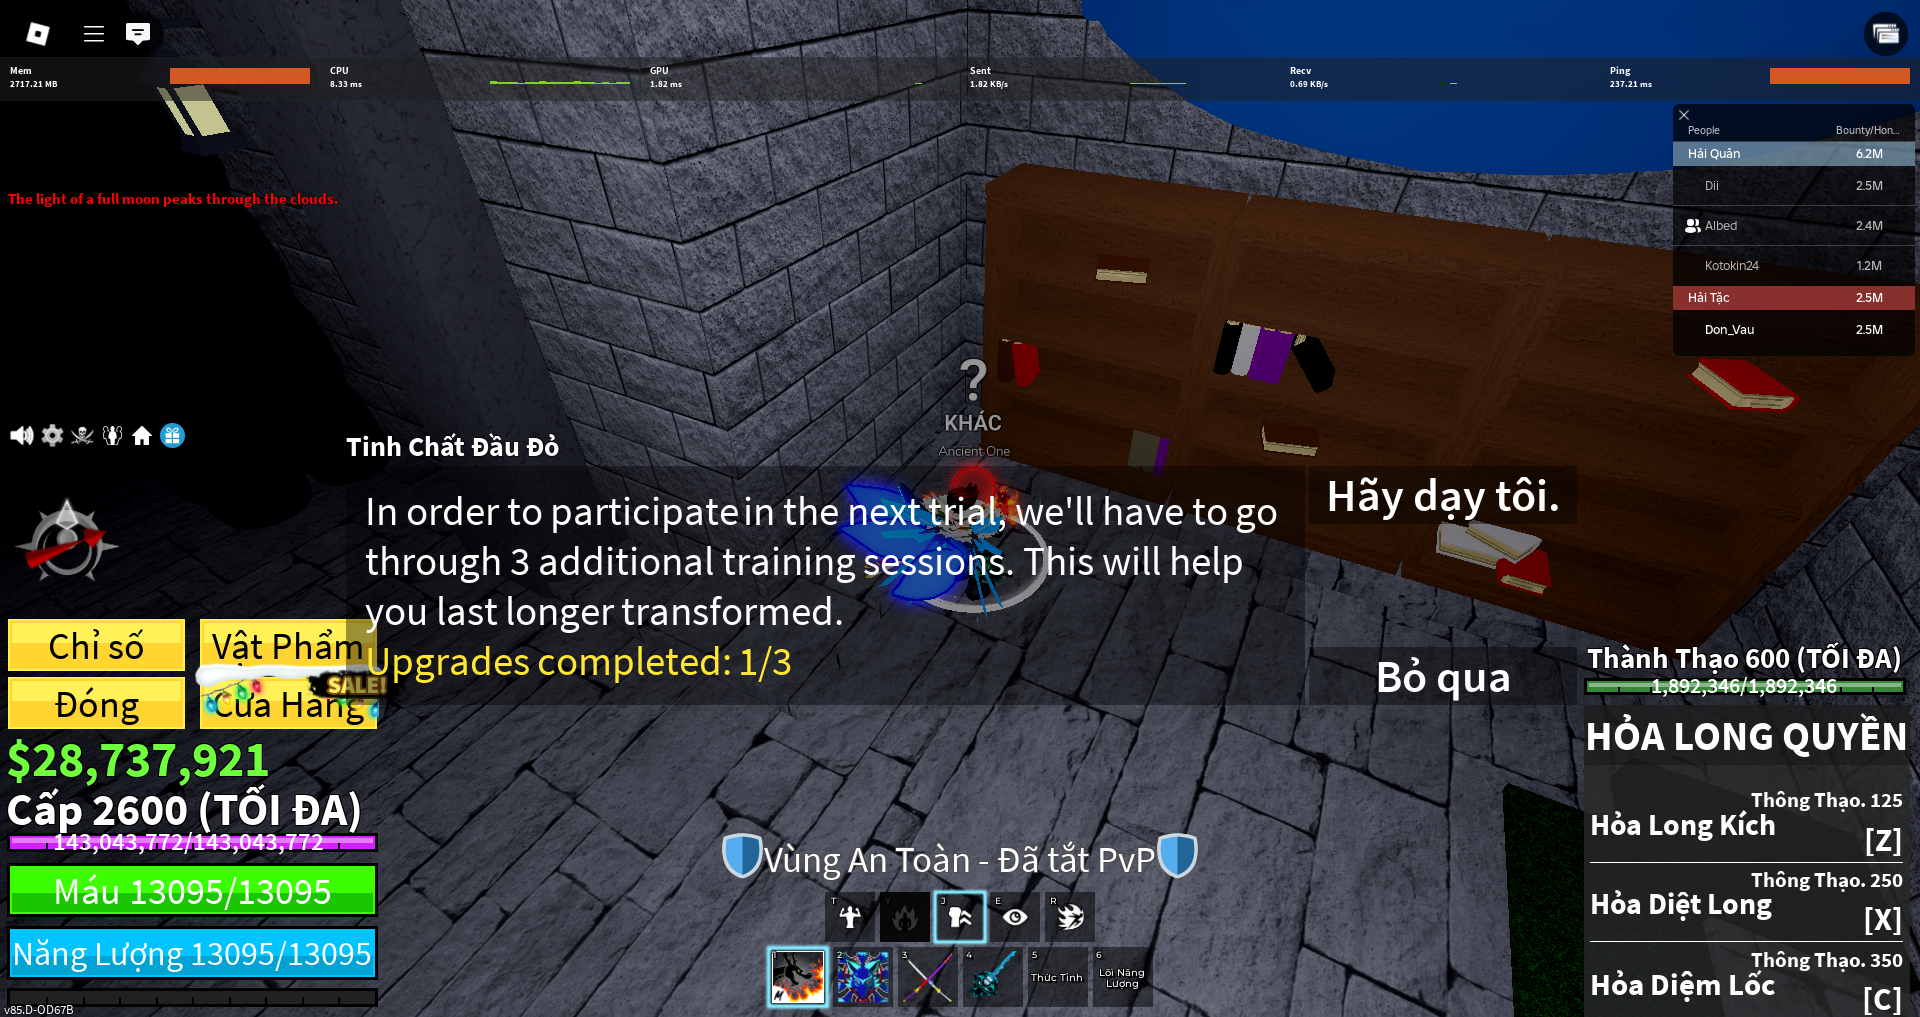 Mem
2717.21 MB
CPU
8.33 ms
GPU
1.82 ms
Sent
1.82 KB/s
Recv
0.69 KB/s
Ping
237.21 ms
People Bounty/Hon...
Hải Quân 6.2M
Dii 2.5M
Albed 2.4M
Kotokin24 1.2M
Hải Tặc 2.5M
Don_Vau 2.5M
The light of a full moon peaks through the clouds.
?
KHÁC
Ancient One
Tinh Chất Đầu Đỏ
In order to participate in the next trial, we'll have to go
through 3 additional training sessions. This will help
you last longer transformed.
Upgrades completed: 1/3
Hãy dạy tôi.
Bỏ qua
Chỉ số
Vật Phẩm
Đóng
SALE!
Cửa Hàng
$28,737,921
Cấp 2600 (TỐI ĐA)
143,043,772/143,043,772
Máu 13095/13095
Năng Lượng 13095/13095
v85.D-OD67B
Vùng An Toàn - Đã tắt PvP
T
Y
J
E
R
1
2
3
4
5
Thức Tỉnh
6
Lõi Năng
Lượng
Thành Thạo 600 (TỐI ĐA)
1,892,346/1,892,346
HỎA LONG QUYỀN
Thông Thạo. 125
Hỏa Long Kích
[Z]
Thông Thạo. 250
Hỏa Diệt Long
[X]
Thông Thạo. 350
Hỏa Diệm Lốc
[C]